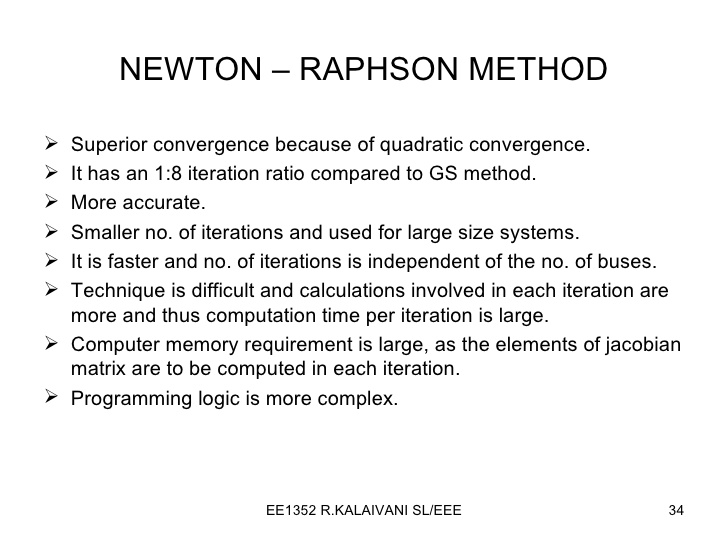 NEWTON – RAPHSON METHOD
➢ Superior convergence because of quadratic convergence.
➢ It has an 1:8 iteration ratio compared to GS method.
➢ More accurate.
➢ Smaller no. of iterations and used for large size systems.
➢ It is faster and no. of iterations is independent of the no. of buses.
➢ Technique is difficult and calculations involved in each iteration are
more and thus computation time per iteration is large.
➢ Computer memory requirement is large, as the elements of jacobian
matrix are to be computed in each iteration.
➢ Programming logic is more complex.
EE1352 R.KALAIVANI SL/EEE
34